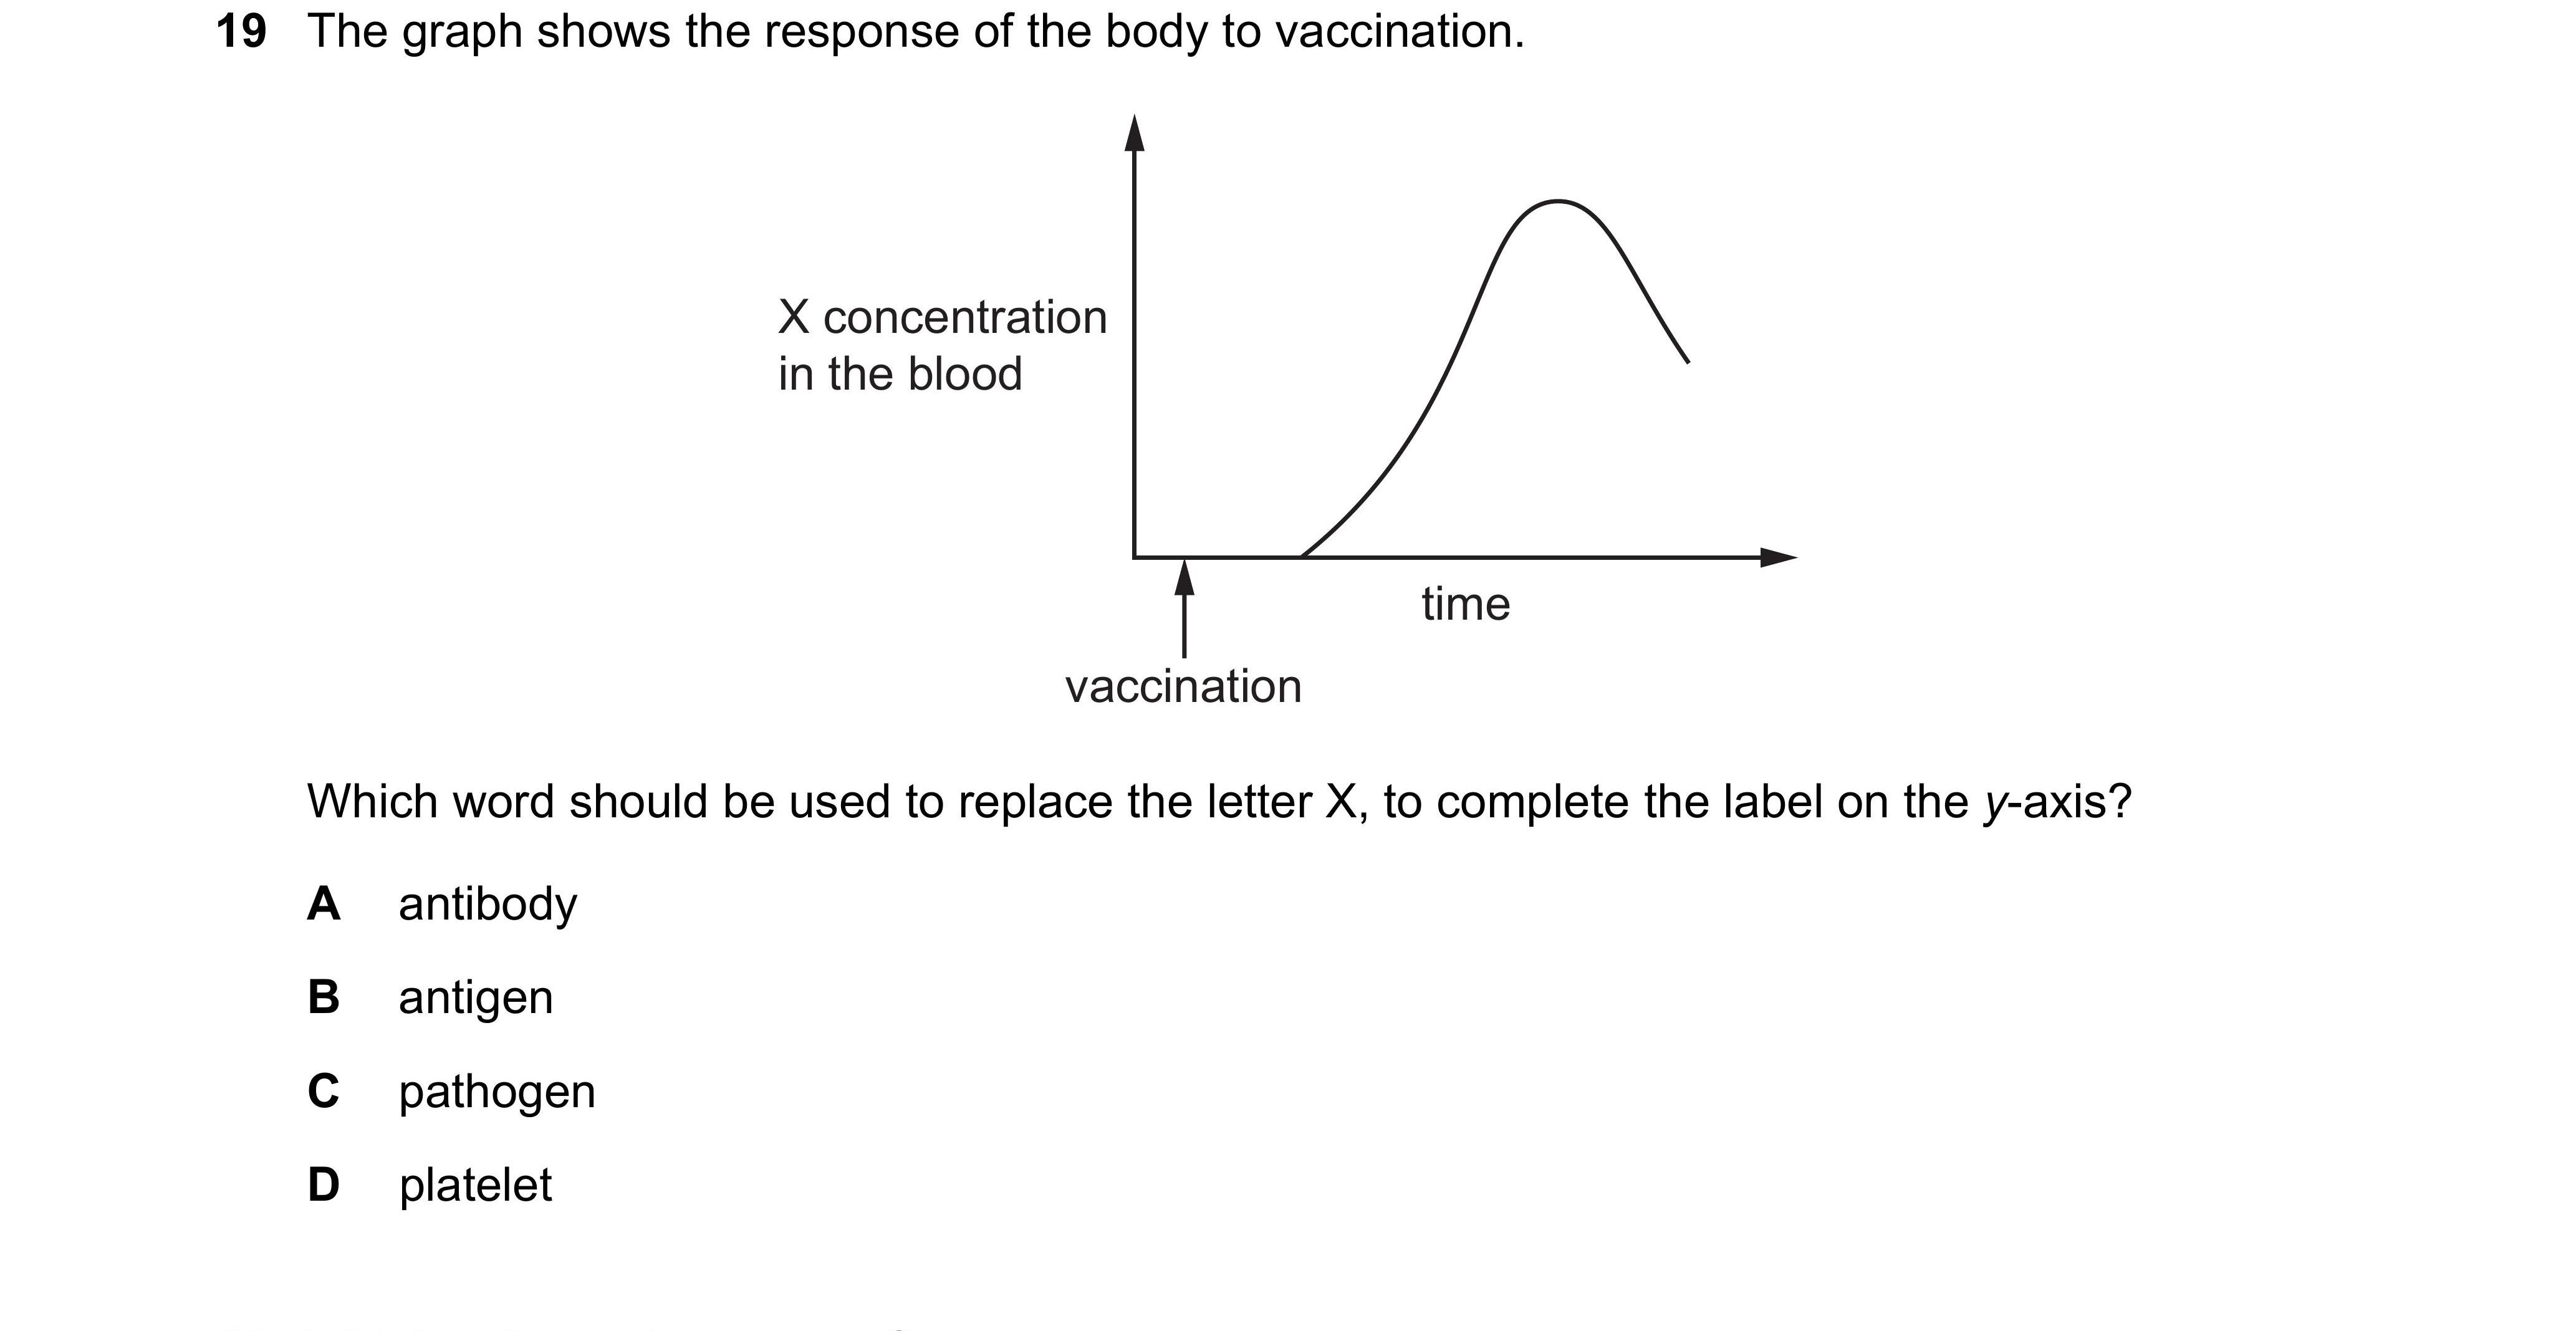 19 The graph shows the response of the body to vaccination.
X concentration
in the blood
time
vaccination
Which word should be used to replace the letter X, to complete the label on the y-axis?
A antibody
B antigen
C pathogen
D platelet